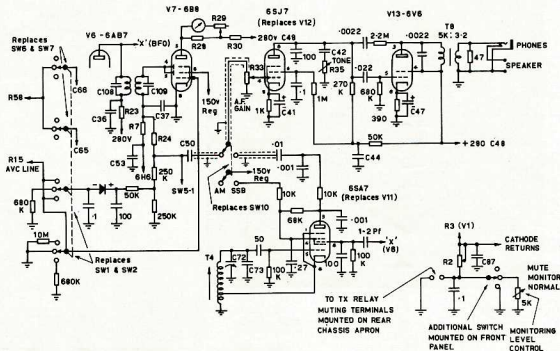 V7-6B8
V6-6AB7
'X' (BFO)
R29
R28
R30
280v C48
6SJ7
(Replaces V12)
V13-6V6
T8
5K: 3·2
PHONES
SPEAKER
47
·0022
2·2M
·0022
·022
·022
C42
TONE
R35
R33
100 K
·1
1M
270 K
680 K
390
C47
C41
1K
A.F. GAIN
50K
+280 C48
C44
Replaces
SW6 & SW7
C66
R58
C65
R15
AVC LINE
680 K
·1
100
50K
10M
680K
Replaces
SW1 & SW2
C108
C109
C36
R23
280V
R7
C37
R24
C53
6H6
250 K
250K
150v
Reg
C50
SW5-1
·01
·001
150v
Reg
AM
SSB
Replaces
SW10
10K
10K
68K
6SA7
(Replaces V11)
·001
1-2 Pf
'X'
(V8)
100 K
T4
C72
C73
50
100 K
·27
R3 (V1)
R2
C87
CATHODE
RETURNS
TO TX RELAY
MUTING TERMINALS
MOUNTED ON REAR
CHASSIS APRON
·1
MUTE
MONITOR
NORMAL
5K
ADDITIONAL SWITCH
MOUNTED ON FRONT
PANEL
MONITORING
LEVEL
CONTROL